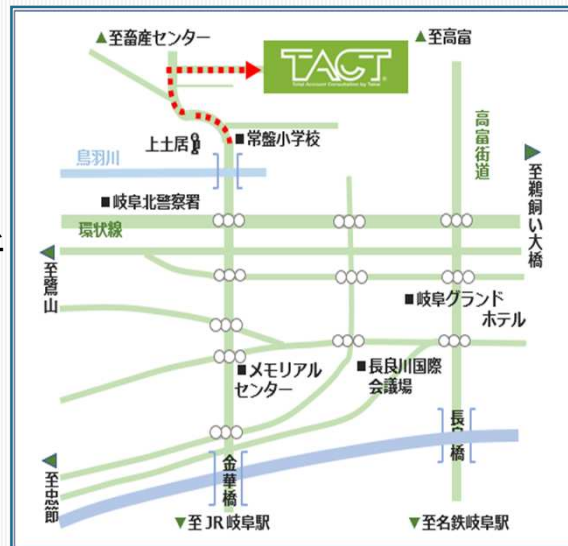 ▲至畜産センター
▲至高富
TACT
Total Account Consultation by Takai
高富街道
上土居
■常盤小学校
鳥羽川
▶至鵜飼い大橋
■岐阜北警察署
環状線
◀至鷺山
■岐阜グランド
ホテル
■メモリアル
センター
■長良川国際
会議場
長良橋
金華橋
◀至忠節
▼至JR岐阜駅
▼至名鉄岐阜駅